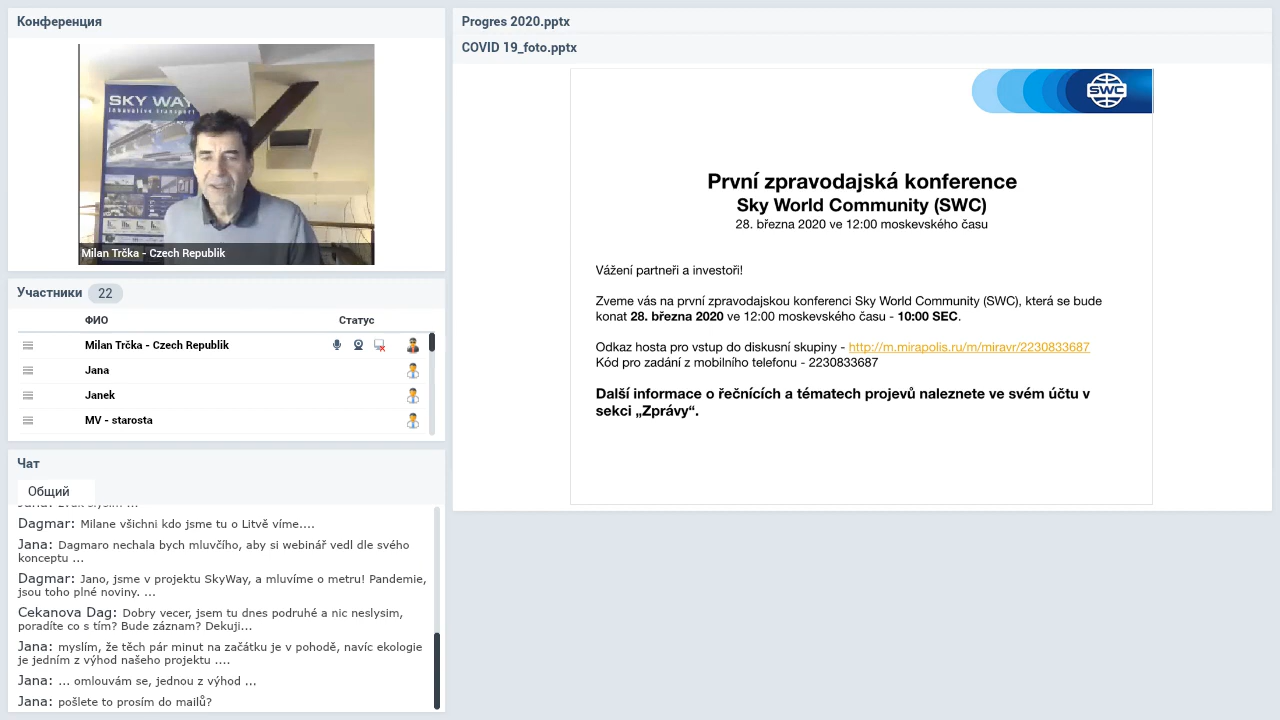 Конференция
SKY WAY
innovative transport
Milan Trčka - Czech Republik
Участники 22
ФИО Статус
Milan Trčka - Czech Republik
Jana
Janek
MV - starosta
Чат
Общий
Dagmar: Milane všichni kdo jsme tu o Litvě víme....
Jana: Dagmaro nechala bych mluvčího, aby si webinář vedl dle svého
konceptu ...
Dagmar: Jano, jsme v projektu SkyWay, a mluvíme o metru! Pandemie,
jsou toho plné noviny. ...
Cekanova Dag: Dobry vecer, jsem tu dnes podruhé a nic neslysim,
poradíte co s tím? Bude záznam? Dekuji...
Jana: myslím, že těch pár minut na začátku je v pohodě, navíc ekologie
je jedním z výhod našeho projektu ....
Jana: ... omlouvám se, jednou z výhod ...
Jana: pošlete to prosím do mailů?
Progres 2020.pptx
COVID 19_foto.pptx
SWC
První zpravodajská konference
Sky World Community (SWC)
28. března 2020 ve 12:00 moskevského času
Vážení partneři a investoři!
Zveme vás na první zpravodajskou konferenci Sky World Community (SWC), která se bude
konat 28. března 2020 ve 12:00 moskevského času - 10:00 SEC.
Odkaz hosta pro vstup do diskusní skupiny - http://m.mirapolis.ru/m/miravr/2230833687
Kód pro zadání z mobilního telefonu - 2230833687
Další informace o řečnících a tématech projevů naleznete ve svém účtu v
sekci „Zprávy“.